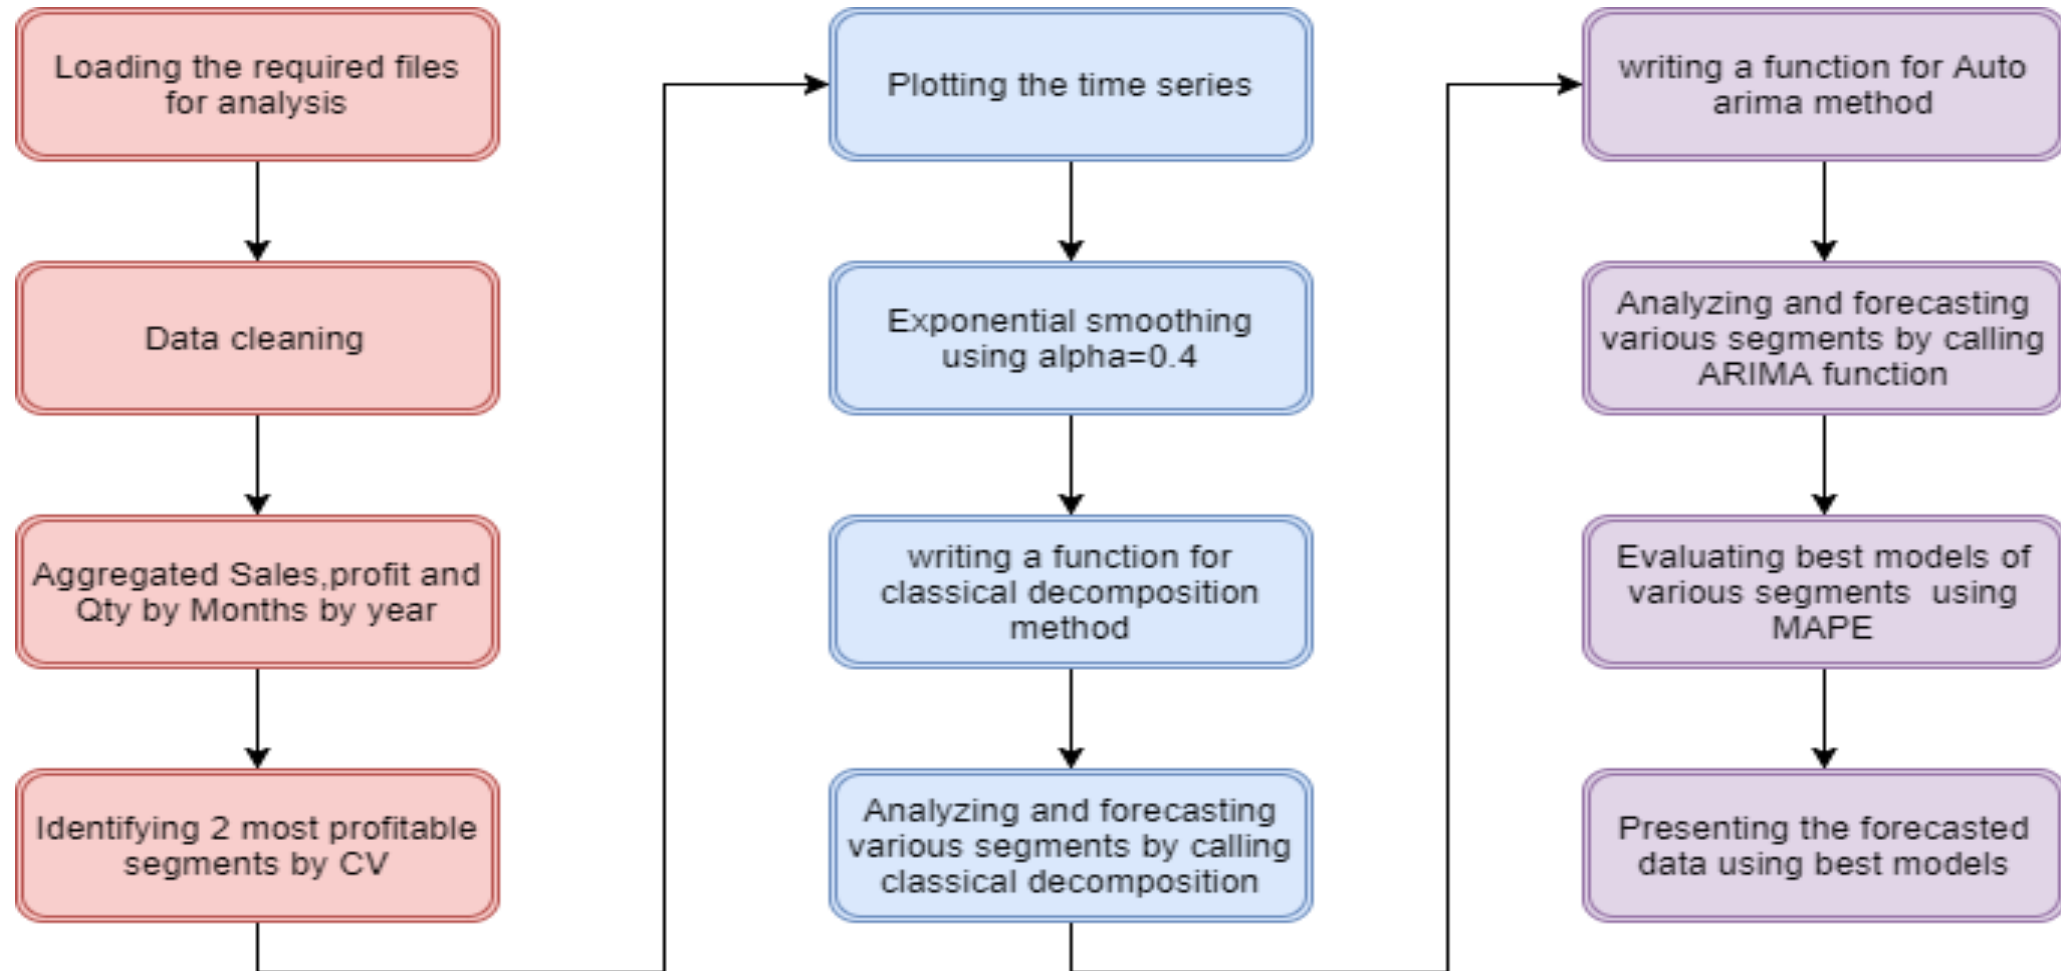 Loading the required files
for analysis
Data cleaning
Aggregated Sales,profit and
Qty by Months by year
Identifying 2 most profitable
segments by CV
Plotting the time series
Exponential smoothing
using alpha=0.4
writing a function for
classical decomposition
method
Analyzing and forecasting
various segments by calling
classical decomposition
writing a function for Auto
arima method
Analyzing and forecasting
various segments by calling
ARIMA function
Evaluating best models of
various segments  using
MAPE
Presenting the forecasted
data using best models